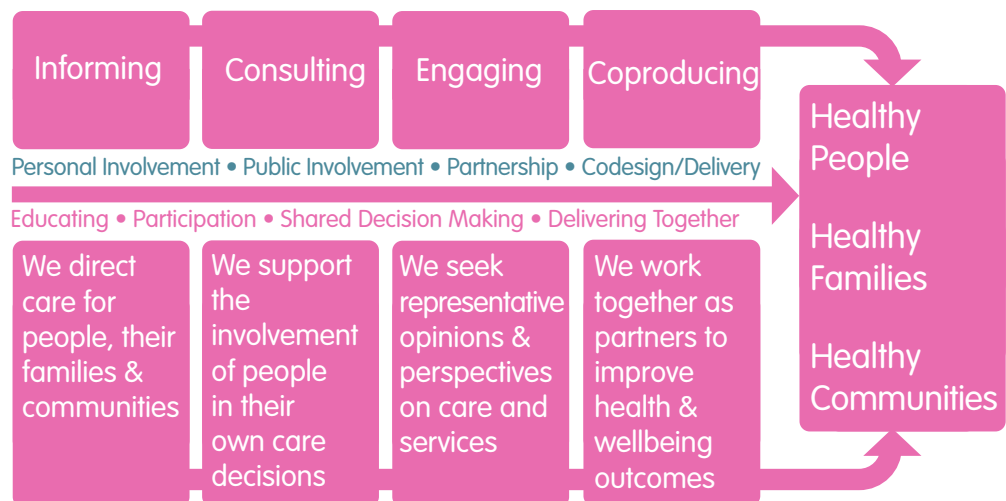 Informing
Consulting
Engaging
Coproducing
Personal Involvement • Public Involvement • Partnership • Codesign/Delivery
Educating • Participation • Shared Decision Making • Delivering Together
We direct
care for
people, their
families &
communities
We support
the
involvement
of people
in their
own care
decisions
We seek
representative
opinions &
perspectives
on care and
services
We work
together as
partners to
improve
health &
wellbeing
outcomes
Healthy
People
Healthy
Families
Healthy
Communities